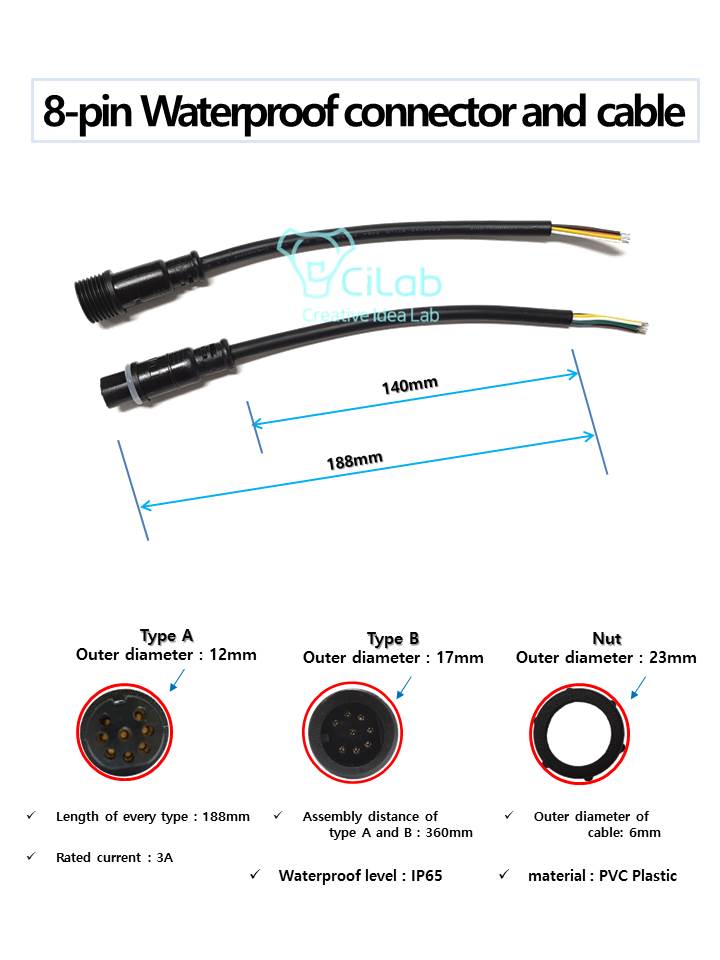 8-pin Waterproof connector and cable
CiLab
Creative Idea Lab
140mm
188mm
Type A
Outer diameter : 12mm
Type B
Outer diameter : 17mm
Nut
Outer diameter : 23mm
✓ Length of every type : 188mm
✓ Assembly distance of
type A and B : 360mm
✓ Outer diameter of
cable: 6mm
✓ Rated current : 3A
✓ Waterproof level : IP65
✓ material : PVC Plastic